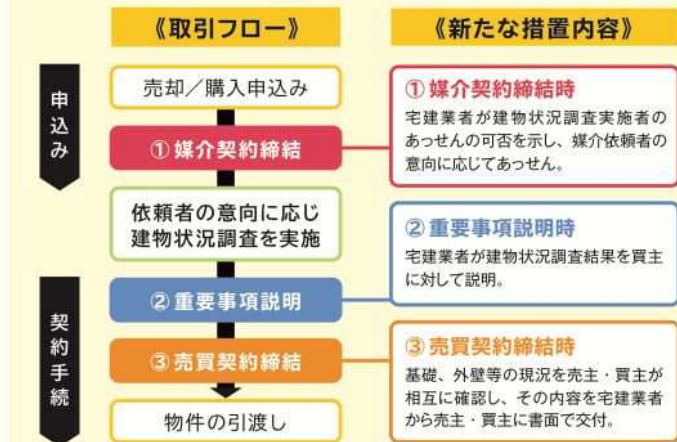 《取引フロー》
《新たな措置内容》
申込み
売却／購入申込み
①媒介契約締結
依頼者の意向に応じ
建物状況調査を実施
契約手続
②重要事項説明
③売買契約締結
物件の引渡し
①媒介契約締結時
宅建業者が建物状況調査実施者の
あっせんの可否を示し、媒介依頼者の
意向に応じてあっせん。
②重要事項説明時
宅建業者が建物状況調査結果を買主
に対して説明。
③売買契約締結時
基礎、外壁等の現況を売主・買主が
相互に確認し、その内容を宅建業者
から売主・買主に書面で交付。